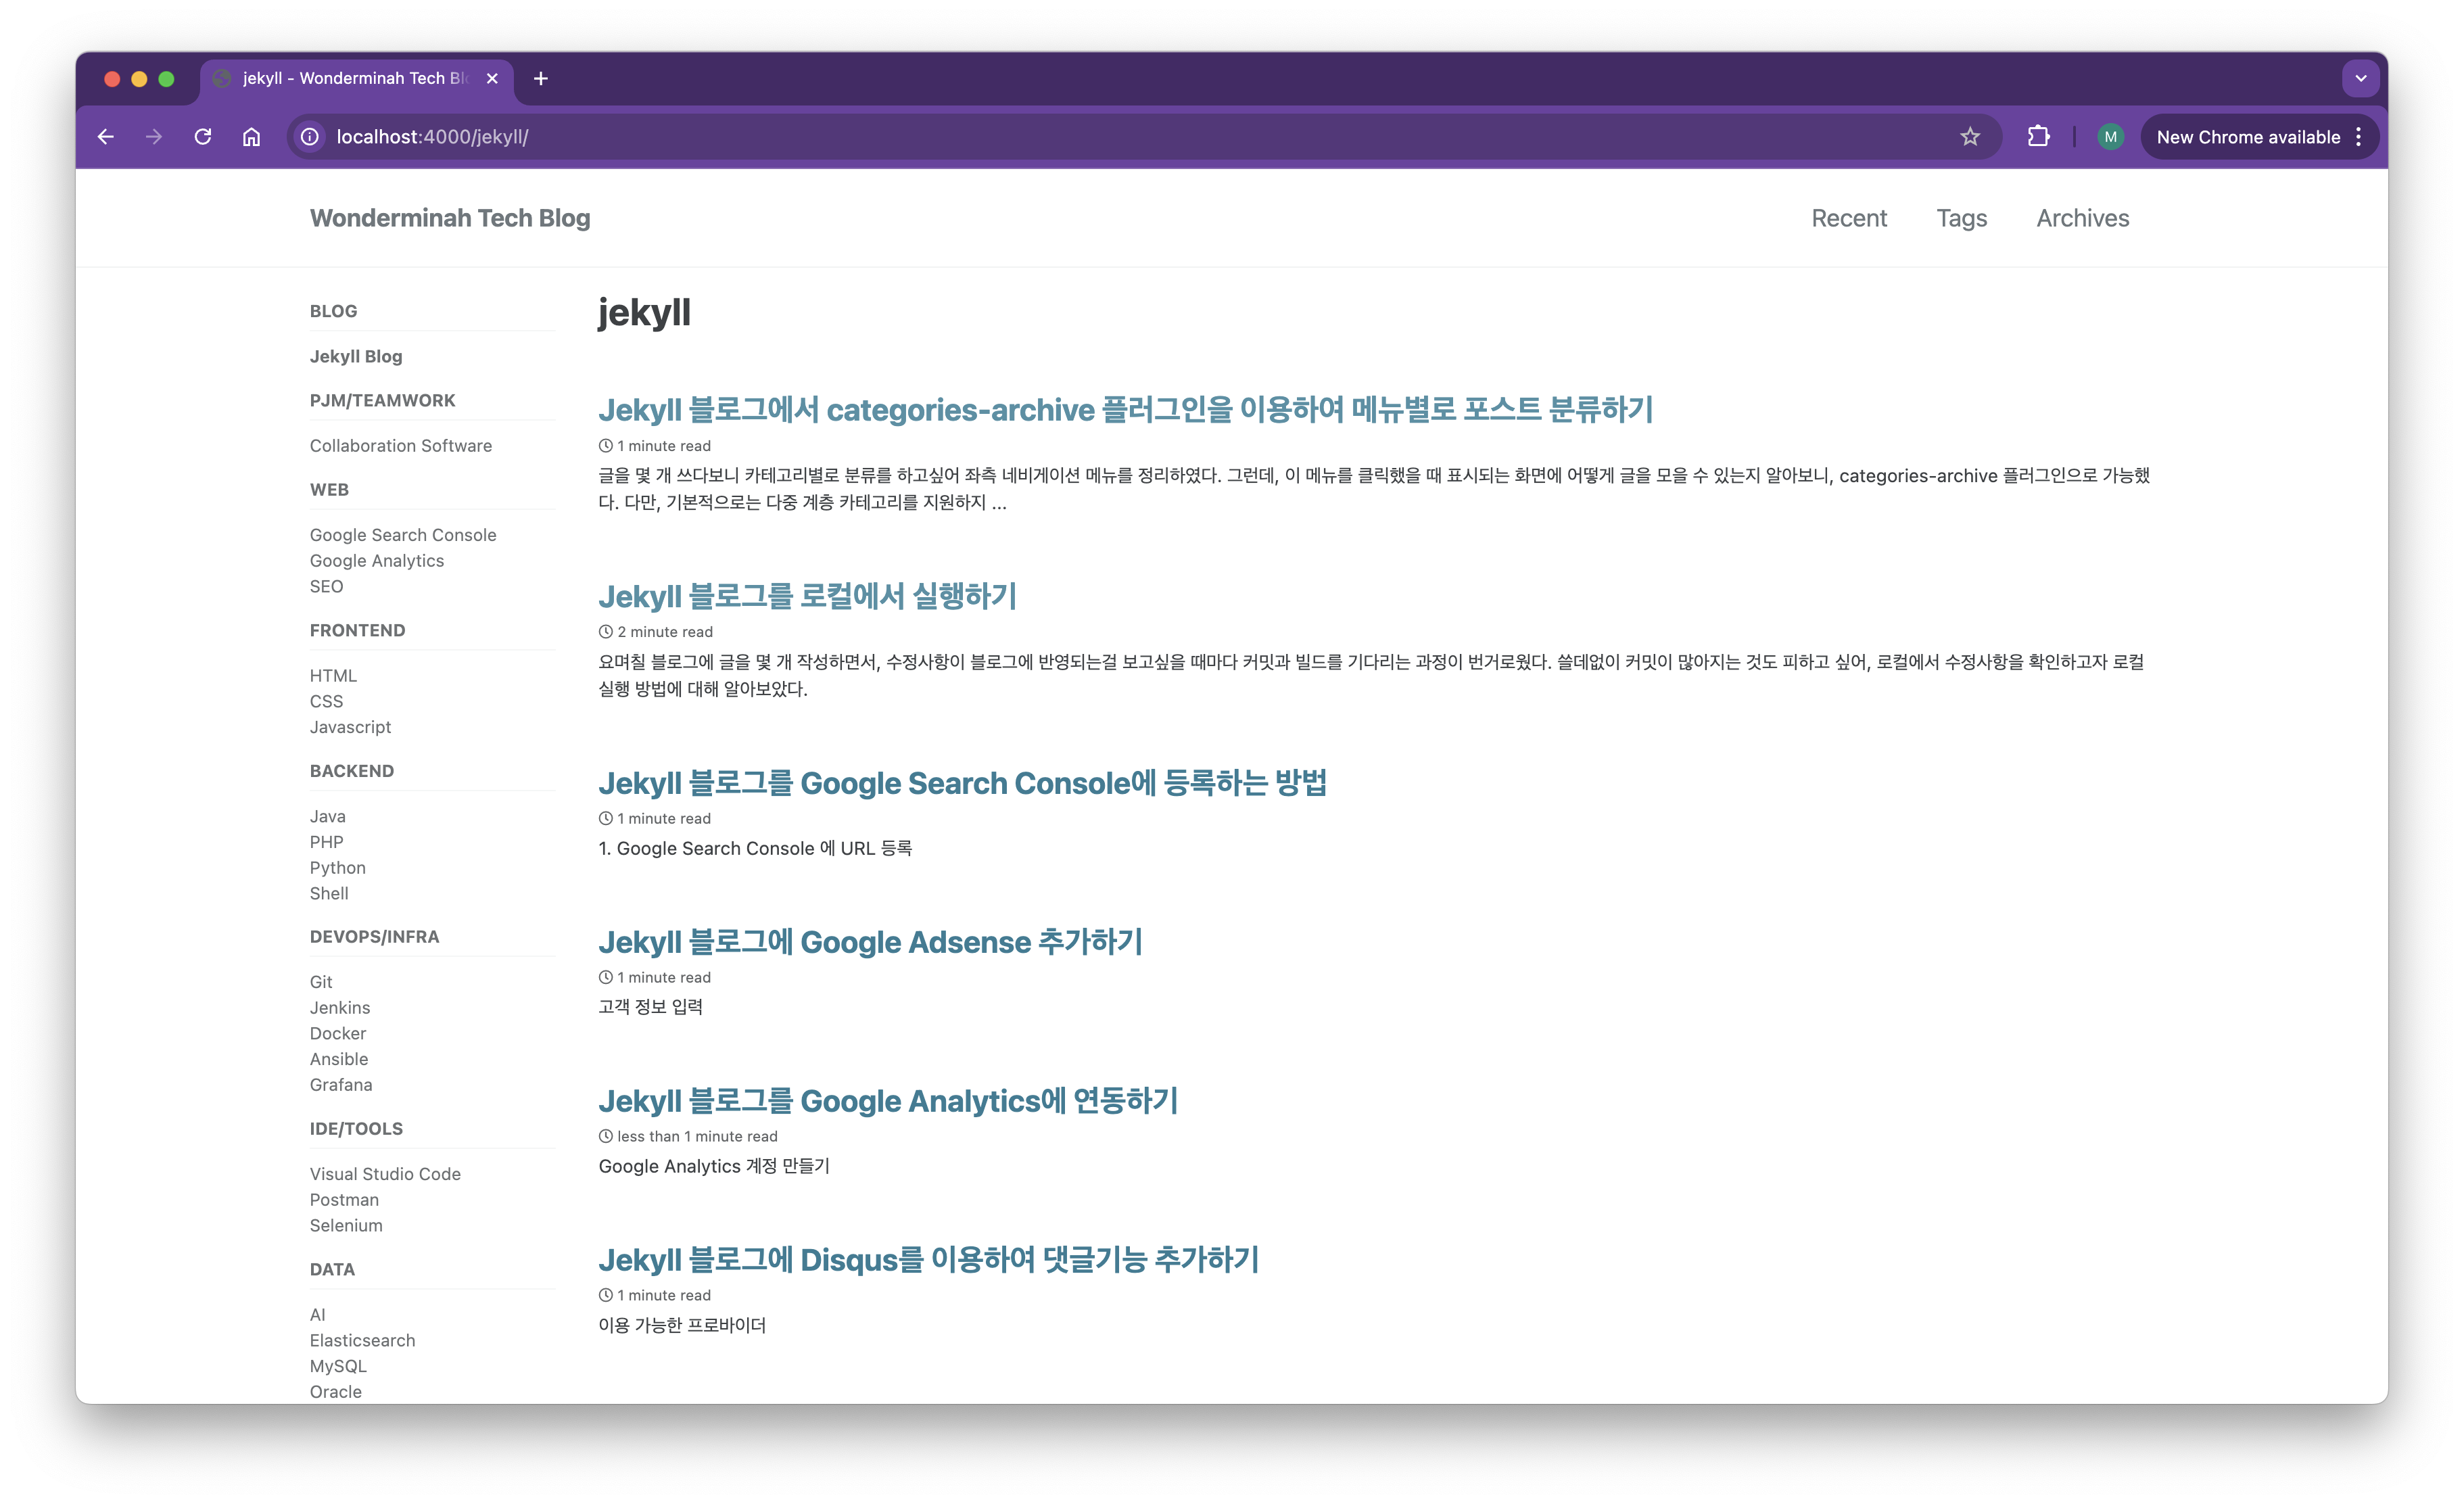 jekyll - Wonderminah Tech Blo
localhost:4000/jekyll/
M
New Chrome available
Wonderminah Tech Blog
Recent
Tags
Archives
BLOG
Jekyll Blog
PJM/TEAMWORK
Collaboration Software
WEB
Google Search Console
Google Analytics
SEO
FRONTEND
HTML
CSS
Javascript
BACKEND
Java
PHP
Python
Shell
DEVOPS/INFRA
Git
Jenkins
Docker
Ansible
Grafana
IDE/TOOLS
Visual Studio Code
Postman
Selenium
DATA
AI
Elasticsearch
MySQL
Oracle
jekyll
Jekyll 블로그에서 categories-archive 플러그인을 이용하여 메뉴별로 포스트 분류하기
1 minute read
글을 몇 개 쓰다보니 카테고리별로 분류를 하고싶어 좌측 네비게이션 메뉴를 정리하였다. 그런데, 이 메뉴를 클릭했을 때 표시되는 화면에 어떻게 글을 모을 수 있는지 알아보니, categories-archive 플러그인으로 가능했
다. 다만, 기본적으로는 다중 계층 카테고리를 지원하지 ...
Jekyll 블로그를 로컬에서 실행하기
2 minute read
요며칠 블로그에 글을 몇 개 작성하면서, 수정사항이 블로그에 반영되는걸 보고싶을 때마다 커밋과 빌드를 기다리는 과정이 번거로웠다. 쓸데없이 커밋이 많아지는 것도 피하고 싶어, 로컬에서 수정사항을 확인하고자 로컬
실행 방법에 대해 알아보았다.
Jekyll 블로그를 Google Search Console에 등록하는 방법
1 minute read
1. Google Search Console 에 URL 등록
Jekyll 블로그에 Google Adsense 추가하기
1 minute read
고객 정보 입력
Jekyll 블로그를 Google Analytics에 연동하기
less than 1 minute read
Google Analytics 계정 만들기
Jekyll 블로그에 Disqus를 이용하여 댓글기능 추가하기
1 minute read
이용 가능한 프로바이더